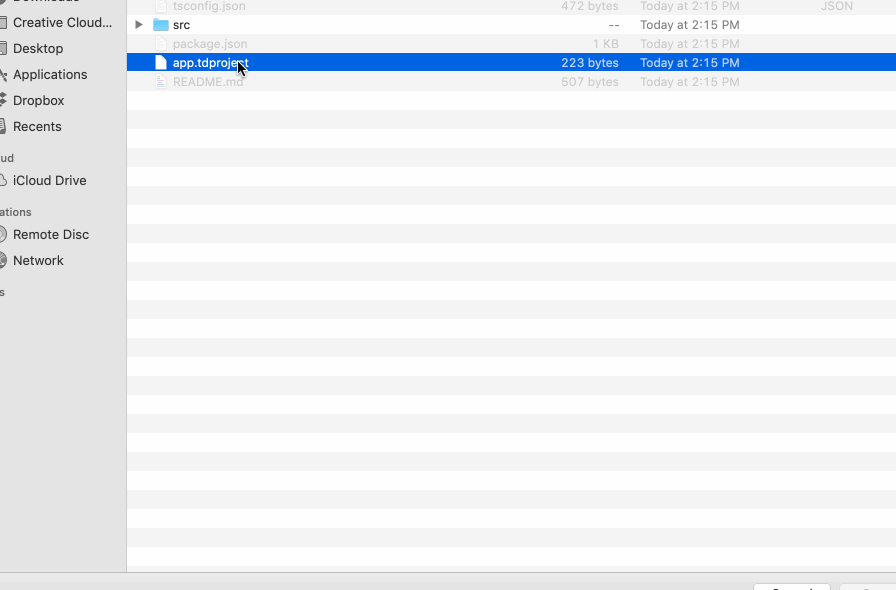 tsconfig.json 472 bytes Today at 2:15 PM JSON
Creative Cloud... src -- Today at 2:15 PM
Desktop package.json 1 KB Today at 2:15 PM
app.tdproject 223 bytes Today at 2:15 PM
Applications README.md 507 bytes Today at 2:15 PM
Dropbox
Recents
ud
iCloud Drive
ations
Remote Disc
Network
s